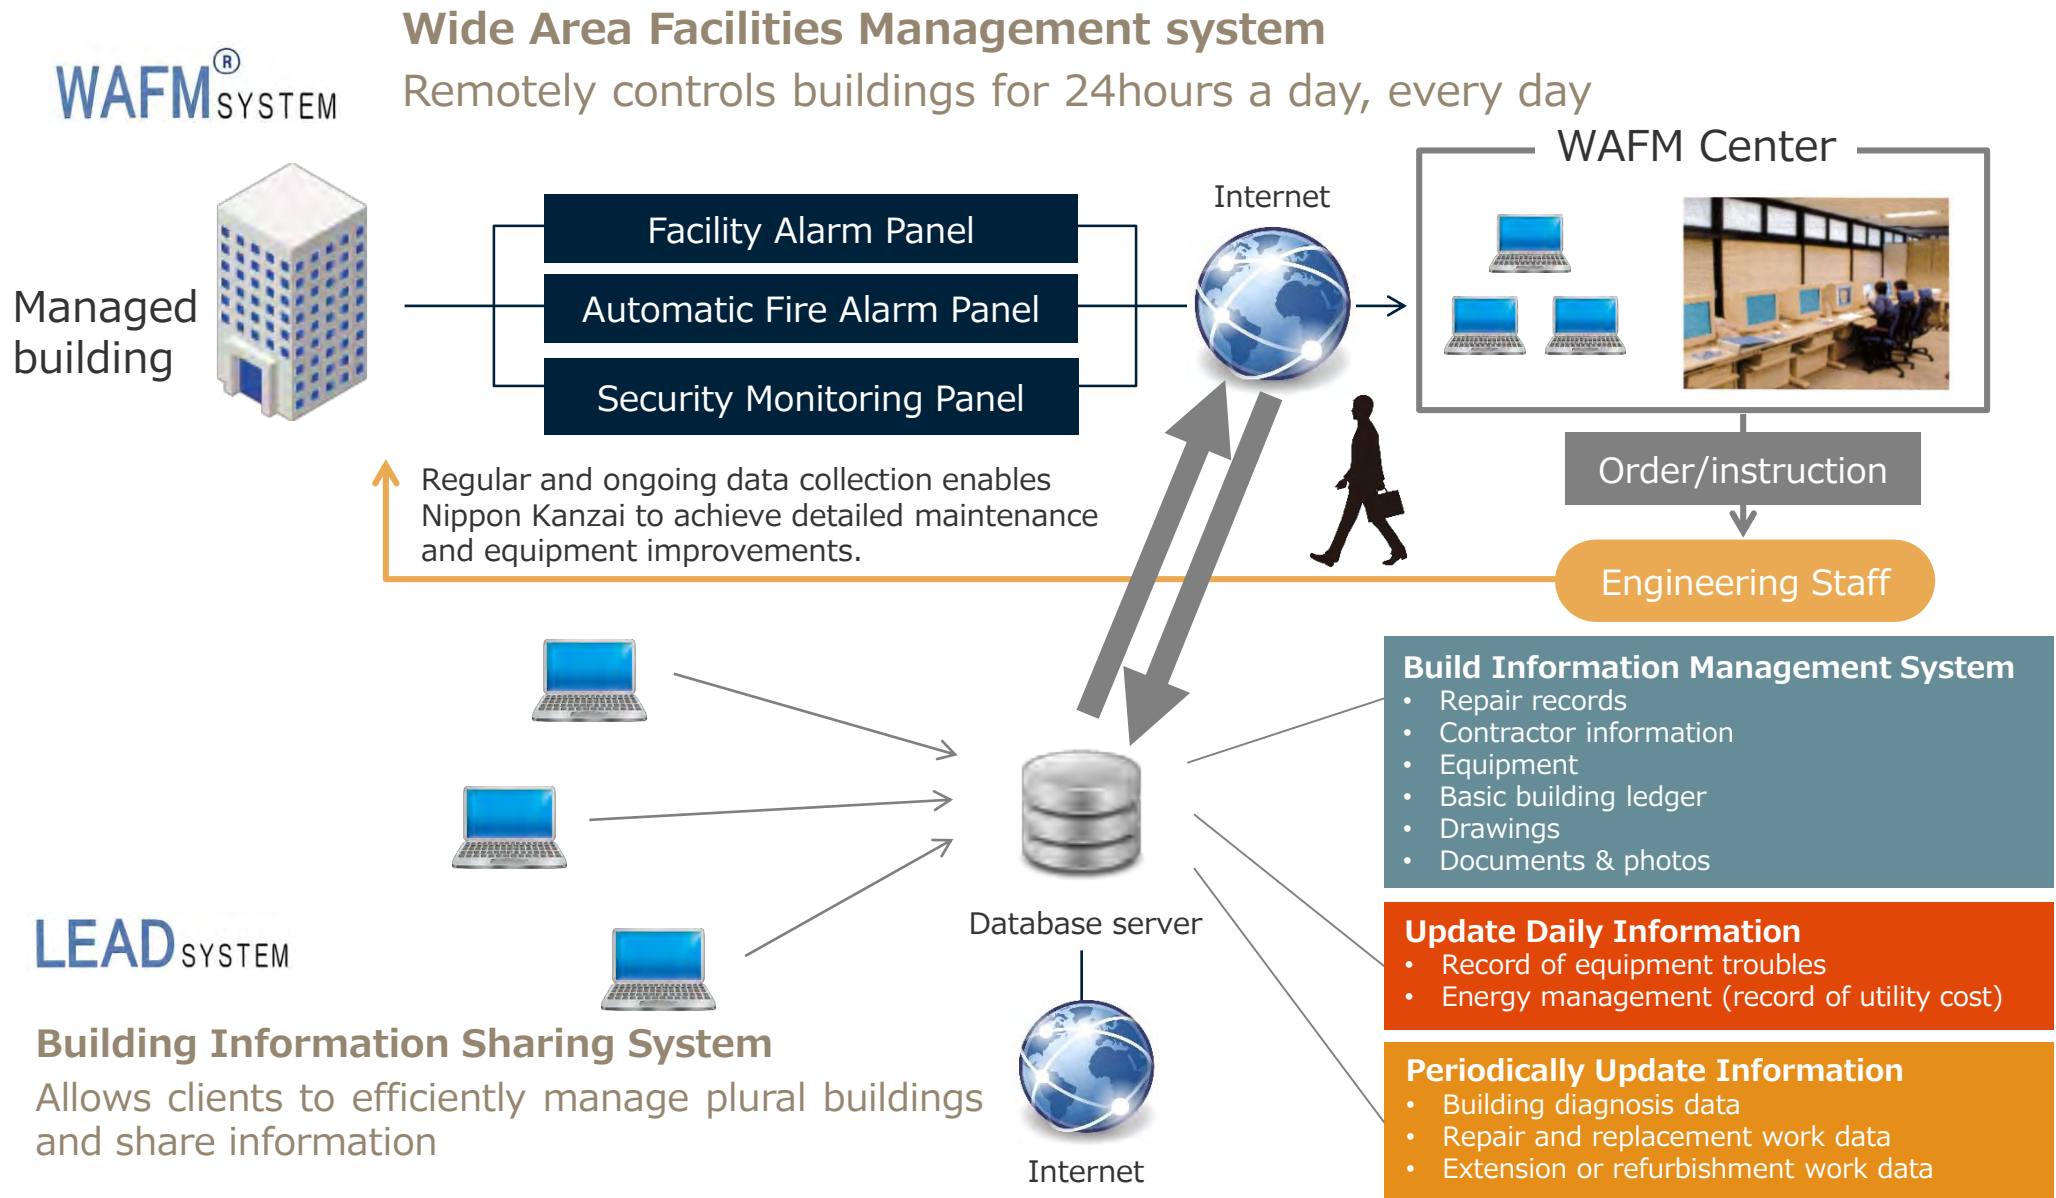 Wide Area Facilities Management system
WAFM® SYSTEM
Remotely controls buildings for 24hours a day, every day
WAFM Center
Internet
Managed
building
Facility Alarm Panel
Automatic Fire Alarm Panel
Security Monitoring Panel
Order/instruction
Regular and ongoing data collection enables
Nippon Kanzai to achieve detailed maintenance
and equipment improvements.
Engineering Staff
Build Information Management System
• Repair records
• Contractor information
• Equipment
• Basic building ledger
• Drawings
• Documents & photos
Database server
LEAD SYSTEM
Update Daily Information
• Record of equipment troubles
• Energy management (record of utility cost)
Building Information Sharing System
Allows clients to efficiently manage plural buildings
and share information
Internet
Periodically Update Information
• Building diagnosis data
• Repair and replacement work data
• Extension or refurbishment work data